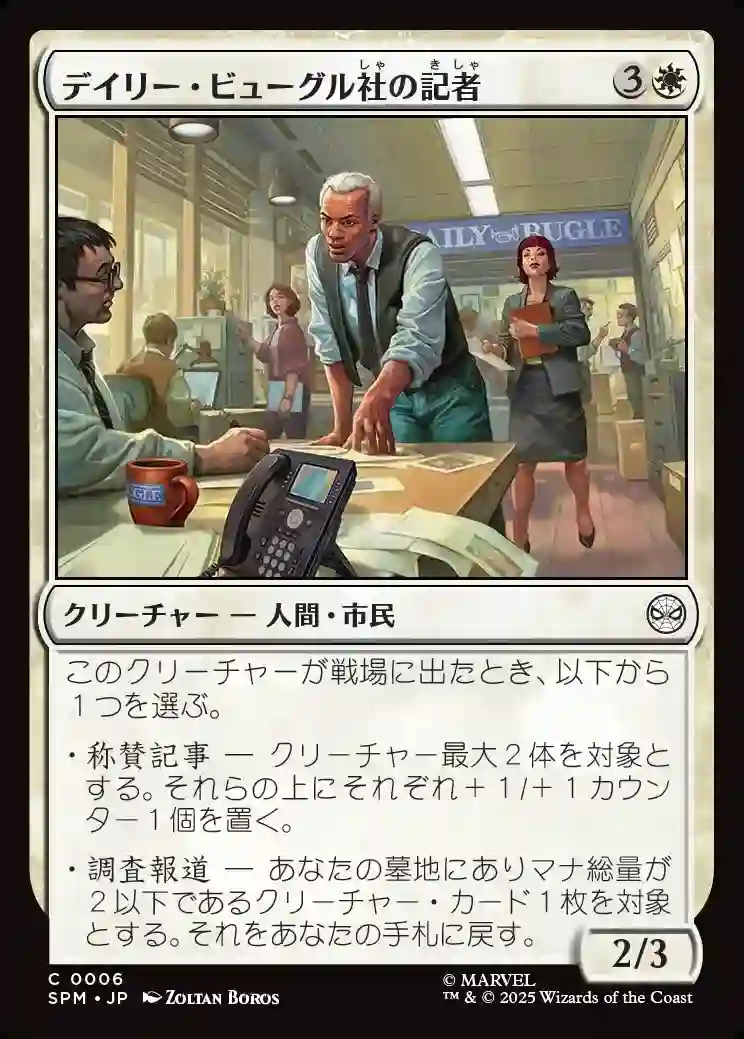 デイリー・ビューグル社の記者
しゃ きしゃ
3
AILY BUGLE
GLE
クリーチャー — 人間・市民
このクリーチャーが戦場に出たとき、以下から
１つを選ぶ。
・称賛記事 — クリーチャー最大２体を対象と
する。それらの上にそれぞれ＋１/＋１カウン
ター１個を置く。
・調査報道 — あなたの墓地にありマナ総量が
２以下であるクリーチャー・カード１枚を対象
とする。それをあなたの手札に戻す。
2/3
C 0006
SPM • JP ZOLTAN BOROS
© MARVEL
™ & © 2025 Wizards of the Coast